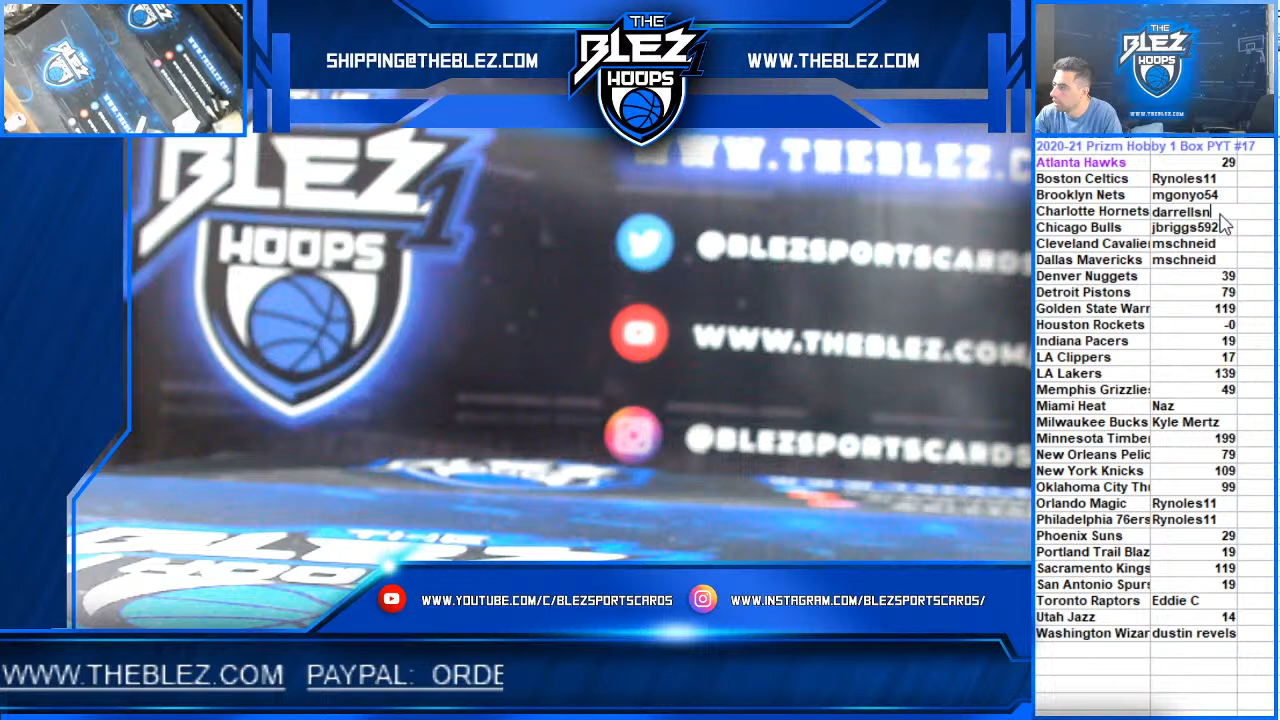 SHIPPING@THEBLEZ.COM
THE
BLEZ 1
HOOPS
WWW.THEBLEZ.COM
THE
BLEZ
HOOPS
WWW.THEBLEZ.COM
BLEZ 1
HOOPS
WWW.THEBLEZ.C
@BLEZSPORTSCARDS
WWW.THEBLEZ.COM
@BLEZSPORTSCARDS
2020-21 Prizm Hobby 1 Box PYT #17
Atlanta Hawks 29
Boston Celtics Rynoles11
Brooklyn Nets mgonyo54
Charlotte Hornets darrellsn
Chicago Bulls jbriggs592
Cleveland Cavalie mschneid
Dallas Mavericks mschneid
Denver Nuggets 39
Detroit Pistons 79
Golden State Warr 119
Houston Rockets -0
Indiana Pacers 19
LA Clippers 17
LA Lakers 139
Memphis Grizzlies 49
Miami Heat Naz
Milwaukee Bucks Kyle Mertz
Minnesota Timbe 199
New Orleans Pelic 79
New York Knicks 109
Oklahoma City Th 99
Orlando Magic Rynoles11
Philadelphia 76ers Rynoles11
Phoenix Suns 29
Portland Trail Blaz 19
Sacramento Kings 119
San Antonio Spurs 19
Toronto Raptors Eddie C
Utah Jazz 14
Washington Wizar dustin revels
WWW.YOUTUBE.COM/C/BLEZSPORTSCARDS
WWW.INSTAGRAM.COM/BLEZSPORTSCARDS/
WWW.THEBLEZ.COM PAYPAL: ORDE